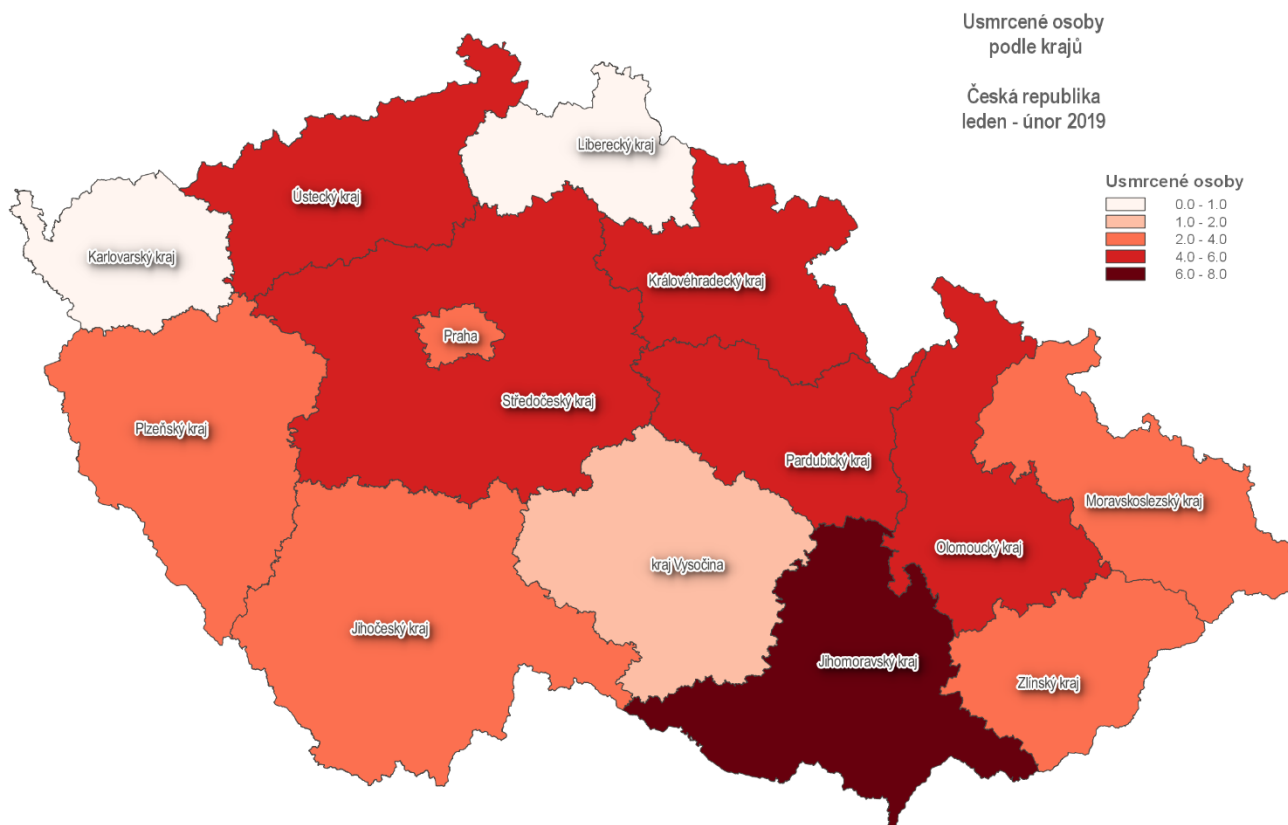 Usmrcené osoby
podle krajů
Česká republika
leden - únor 2019
Usmrcené osoby
0.0 - 1.0
1.0 - 2.0
2.0 - 4.0
4.0 - 6.0
6.0 - 8.0
Liberecký kraj
Ústecký kraj
Karlovarský kraj
Královéhradecký kraj
Praha
Středočeský kraj
Plzeňský kraj
Pardubický kraj
Moravskoslezský kraj
Olomoucký kraj
kraj Vysočina
Jihočeský kraj
Jihomoravský kraj
Zlínský kraj